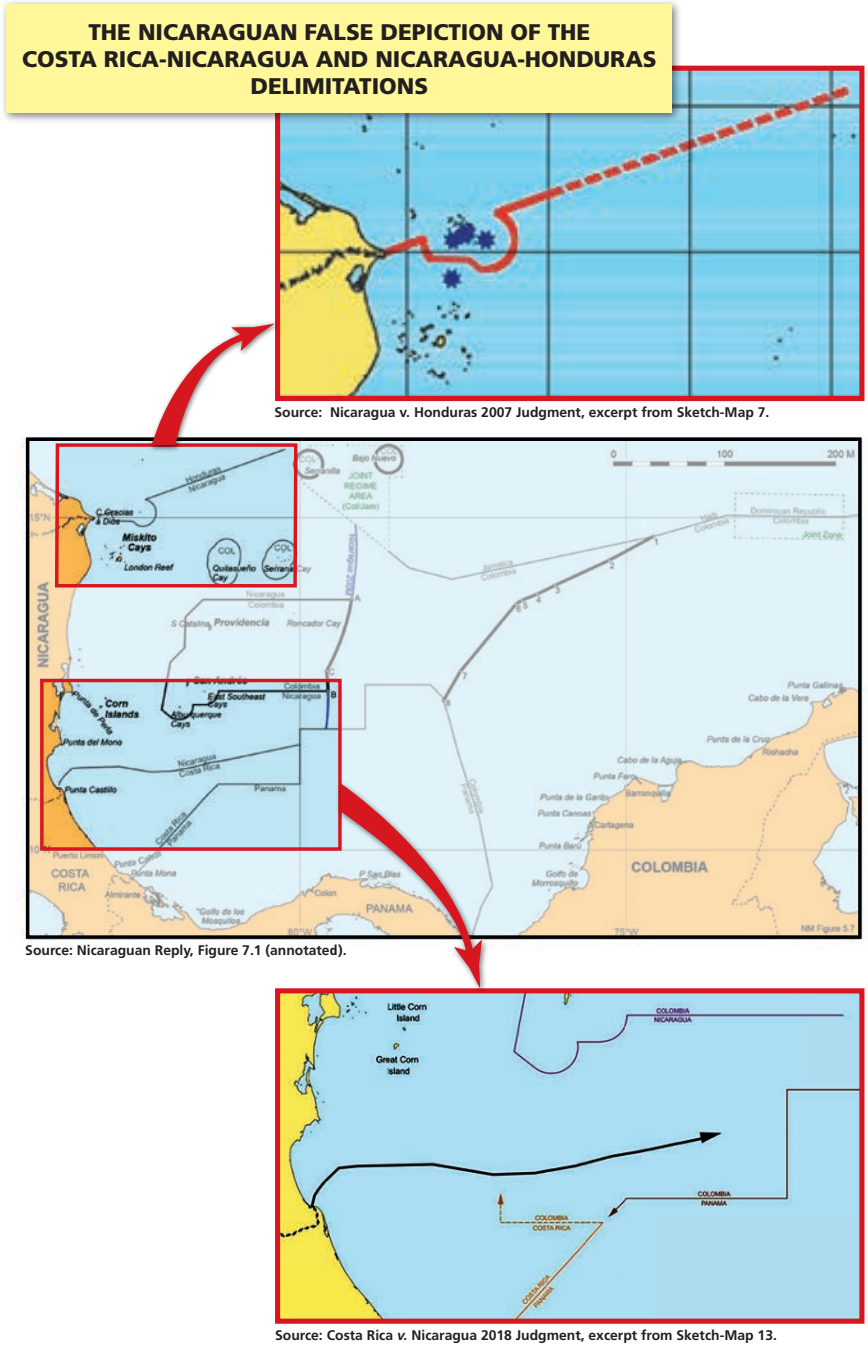 THE NICARAGUAN FALSE DEPICTION OF THE
COSTA RICA-NICARAGUA AND NICARAGUA-HONDURAS
DELIMITATIONS
Source: Nicaragua v. Honduras 2007 Judgment, excerpt from Sketch-Map 7.
COL
Serranilla
COL
Bajo Nuevo
JOINT
REGIME
AREA
(Col/Jam)
0
100
200 M
Honduras
Nicaragua
15°N
C.Gracias
a Dios
Miskito
Cays
London Reef
COL
Quitasueño
Cay
COL
Serrana Cay
Dominican Republic
Colombia
Joint Zone
Haiti
Colombia
Jamaica
Colombia
1
2
3
4
5
6
7
8
NICARAGUA
Nicaragua
Colombia
A
S Catalina
Providencia
Roncador Cay
San Andrés
C
Colombia
Nicaragua
B
East Southeast
Cays
Albuquerque
Cays
Corn
Islands
Punta de Perla
Punta del Mono
Nicaragua
Costa Rica
Punta Castillo
Panama
Costa Rica
Panama
Colombia
Panama
Punta Gallinas
Cabo de la Vera
Punta de la Cruz
Riohacha
Cabo de la Aguja
Punta Faro
Barranquilla
Punta de la Garita
Punta Canoas
Cartagena
Punta Barú
Golfo de
Morrosquillo
COLOMBIA
10°N
Puerto Limon
Punta Cahuita
Punta Mona
COSTA
RICA
Almirante
"Golfo de los
Mosquitos
Colon
P San Blas
PANAMA
80°W
75°W
NM Figure 5.7
Source: Nicaraguan Reply, Figure 7.1 (annotated).
Little Corn
Island
Great Corn
Island
COLOMBIA
NICARAGUA
COLOMBIA
PANAMA
COLOMBIA
COSTA RICA
COSTA RICA
PANAMA
Source: Costa Rica v. Nicaragua 2018 Judgment, excerpt from Sketch-Map 13.